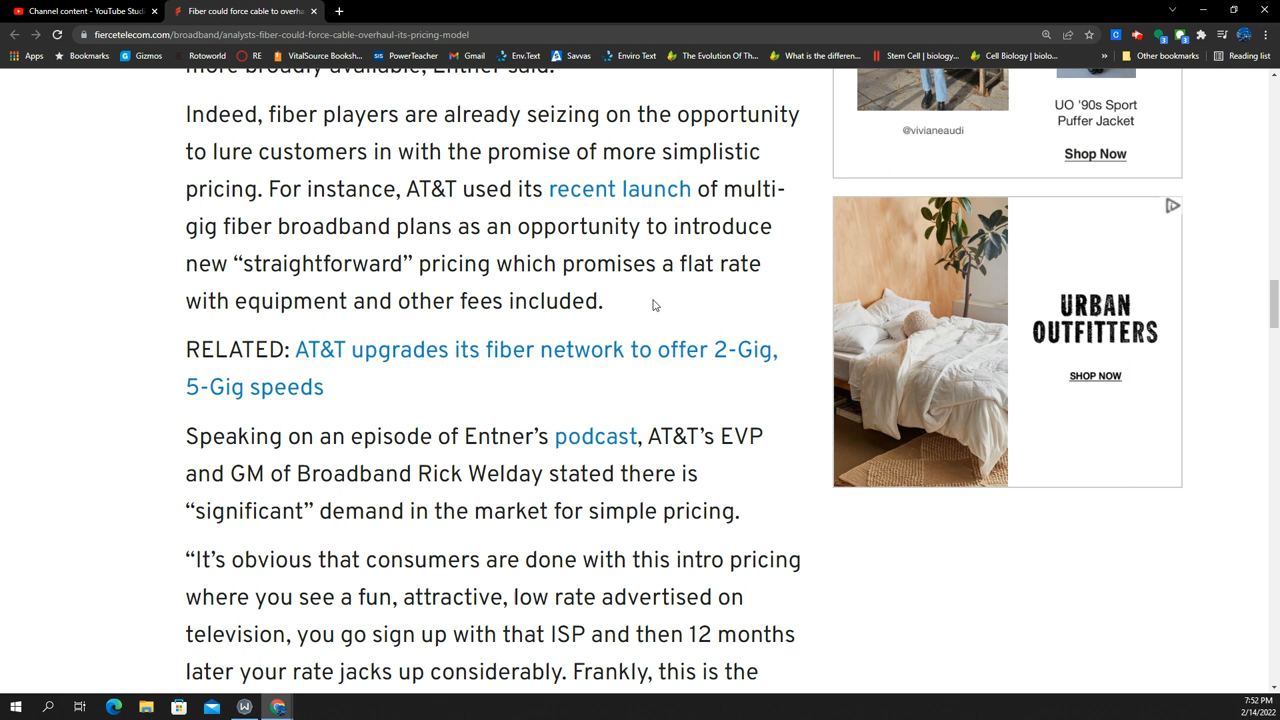 Channel content - YouTube Studi
Fiber could force cable to overha
fiercetelecom.com/broadband/analysts-fiber-could-force-cable-overhaul-its-pricing-model
Apps
Bookmarks
Gizmos
Rotoworld
RE
VitalSource Booksh...
PowerTeacher
Gmail
Env.Text
Savvas
Enviro Text
The Evolution Of Th...
What is the differen...
Stem Cell | biology...
Cell Biology | biolo...
»
Other bookmarks
Reading list
more broadly available, Entner said.
Indeed, fiber players are already seizing on the opportunity
to lure customers in with the promise of more simplistic
pricing. For instance, AT&T used its recent launch of multi-
gig fiber broadband plans as an opportunity to introduce
new “straightforward” pricing which promises a flat rate
with equipment and other fees included.
RELATED: AT&T upgrades its fiber network to offer 2-Gig,
5-Gig speeds
Speaking on an episode of Entner’s podcast, AT&T’s EVP
and GM of Broadband Rick Welday stated there is
“significant” demand in the market for simple pricing.
“It’s obvious that consumers are done with this intro pricing
where you see a fun, attractive, low rate advertised on
television, you go sign up with that ISP and then 12 months
later your rate jacks up considerably. Frankly, this is the
@vivianeaudi
UO '90s Sport
Puffer Jacket
Shop Now
URBAN
OUTFITTERS
SHOP NOW
7:52 PM
2/14/2022